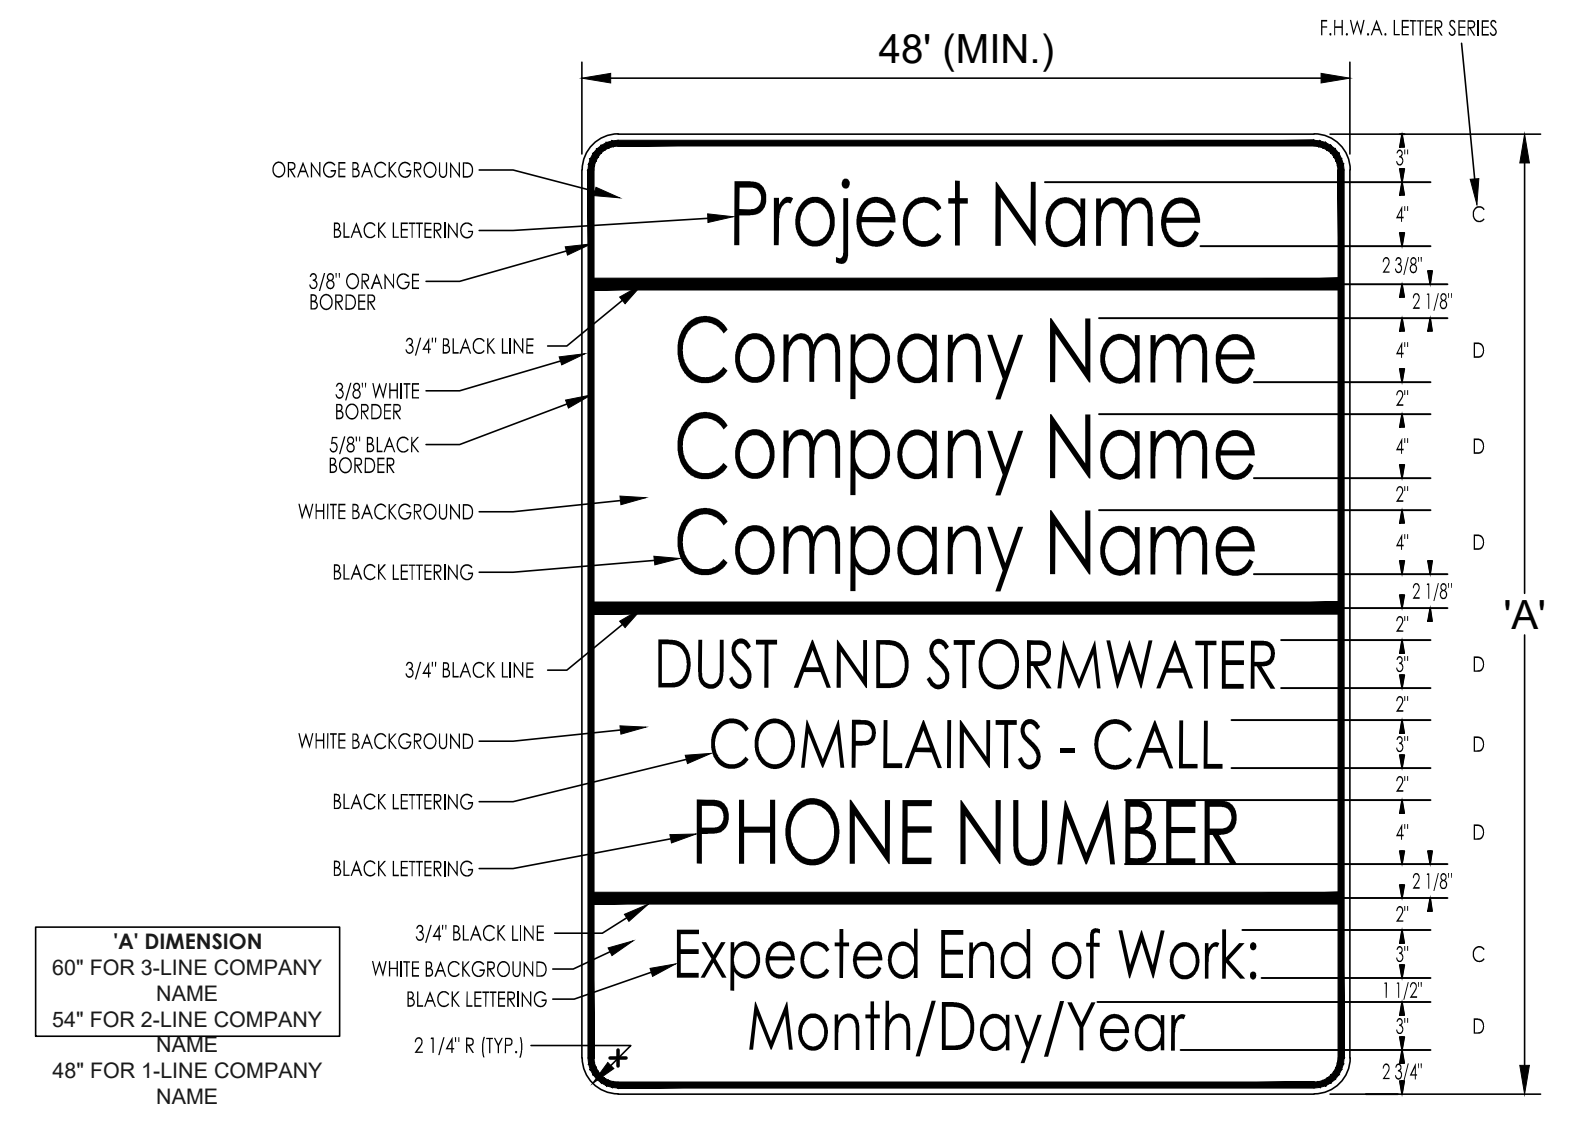 F.H.W.A. LETTER SERIES
48' (MIN.)
ORANGE BACKGROUND
BLACK LETTERING
3/8" ORANGE
BORDER
3/4" BLACK LINE
3/8" WHITE
BORDER
5/8" BLACK
BORDER
WHITE BACKGROUND
BLACK LETTERING
3/4" BLACK LINE
WHITE BACKGROUND
BLACK LETTERING
BLACK LETTERING
3/4" BLACK LINE
WHITE BACKGROUND
BLACK LETTERING
2 1/4" R (TYP.)
'A' DIMENSION
60" FOR 3-LINE COMPANY
NAME
54" FOR 2-LINE COMPANY
NAME
48" FOR 1-LINE COMPANY
NAME
Project Name
Company Name
Company Name
Company Name
DUST AND STORMWATER
COMPLAINTS - CALL
PHONE NUMBER
Expected End of Work:
Month/Day/Year
3"
4"
2 3/8"
2 1/8"
4"
2"
4"
2"
4"
2 1/8"
2"
3"
2"
3"
2"
4"
2 1/8"
2"
3"
1 1/2"
3"
2 3/4"
C
D
D
D
D
D
D
C
D
'A'